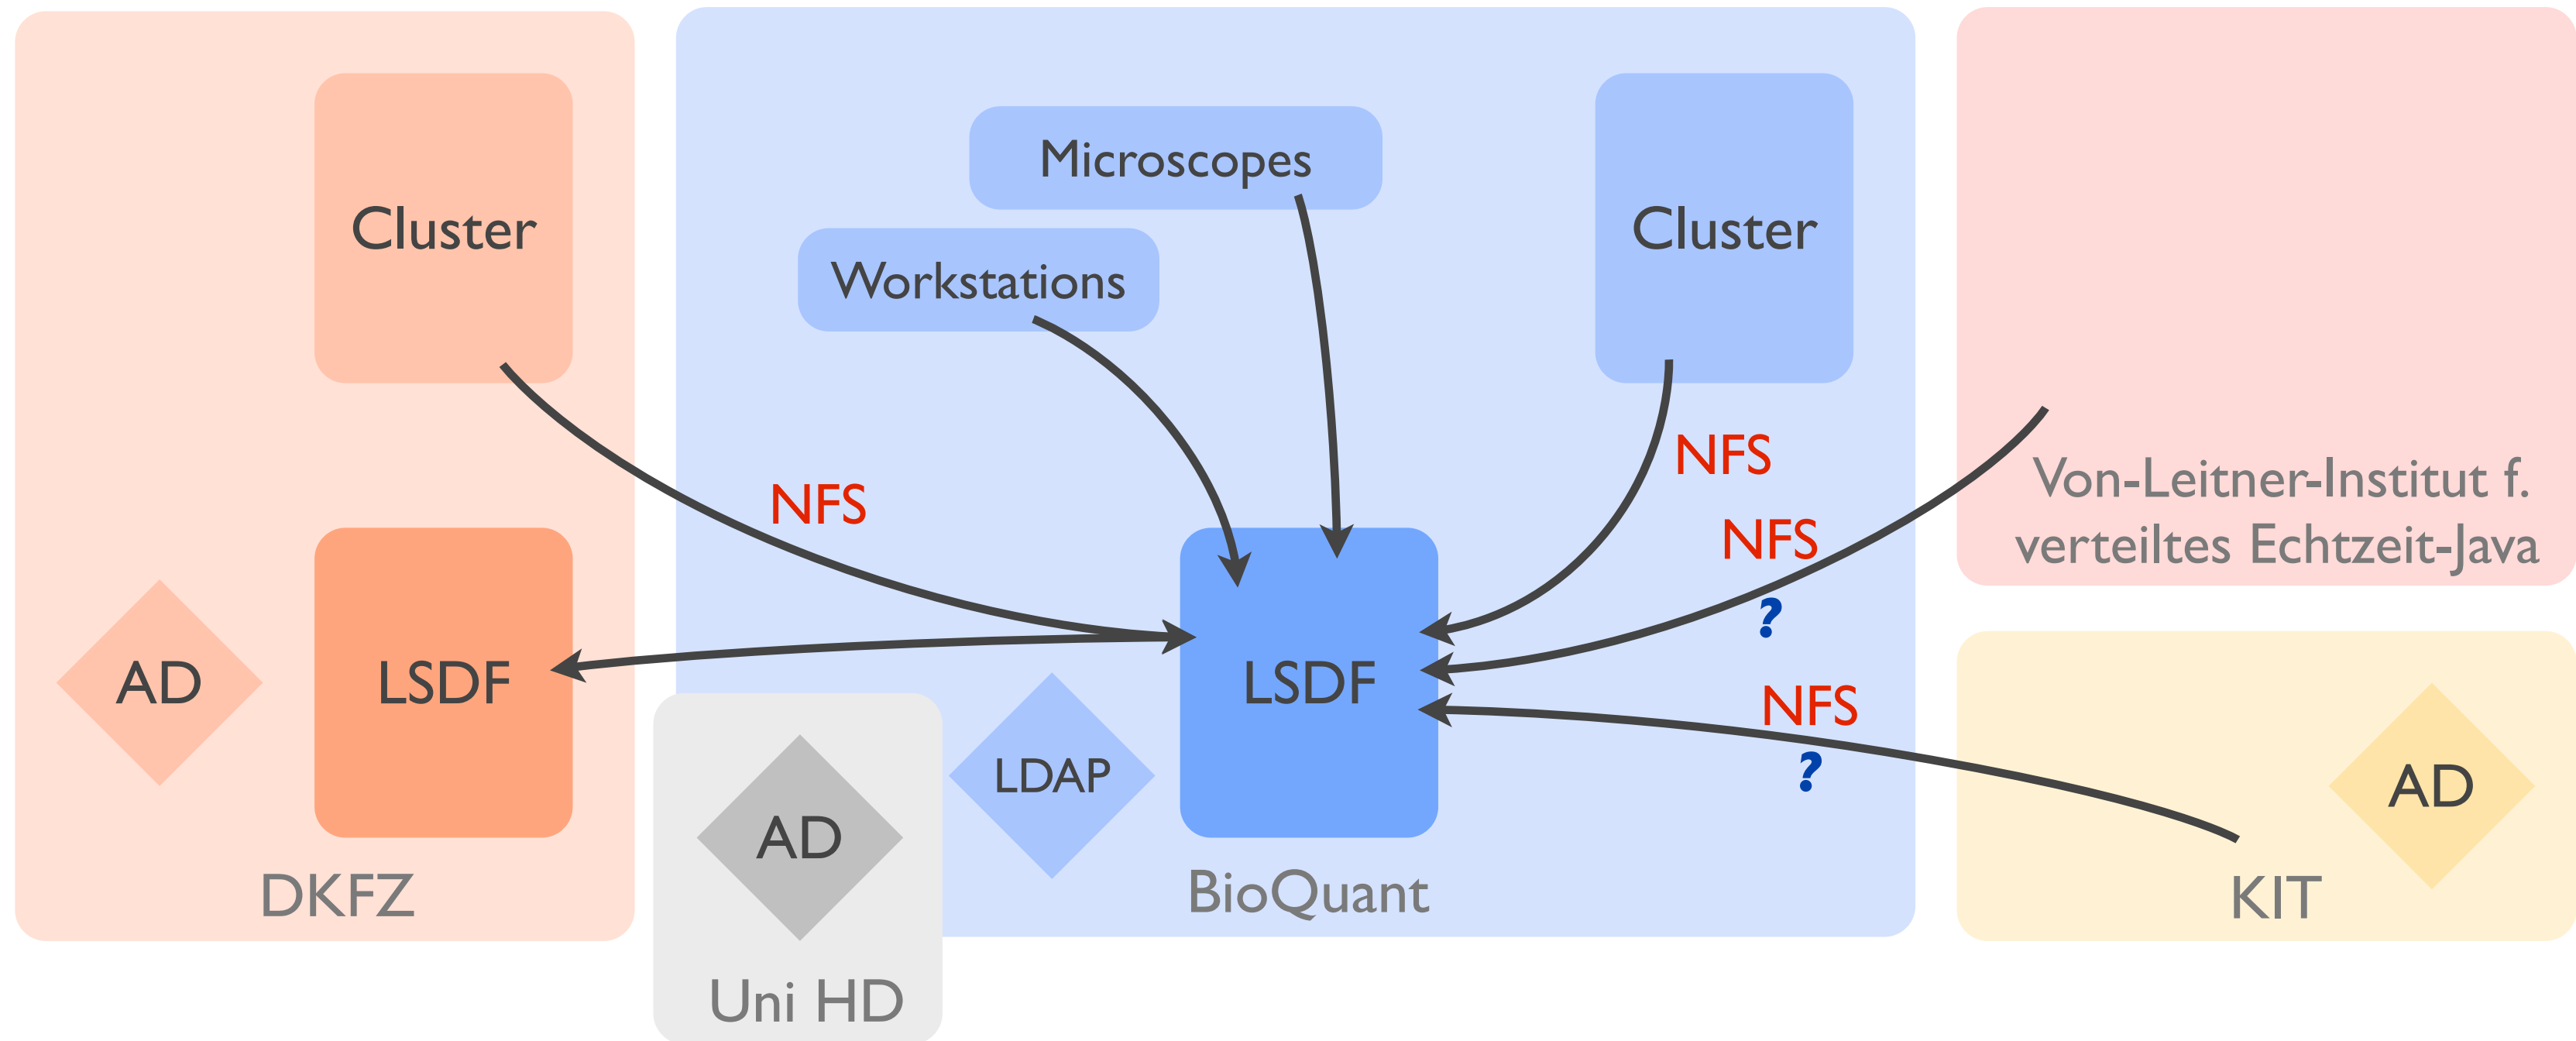 Cluster
AD
LSDF
DKFZ
NFS
Microscopes
Workstations
Cluster
NFS
NFS
?
NFS
?
LSDF
LDAP
BioQuant
AD
Uni HD
Von-Leitner-Institut f.
verteiltes Echtzeit-Java
AD
KIT